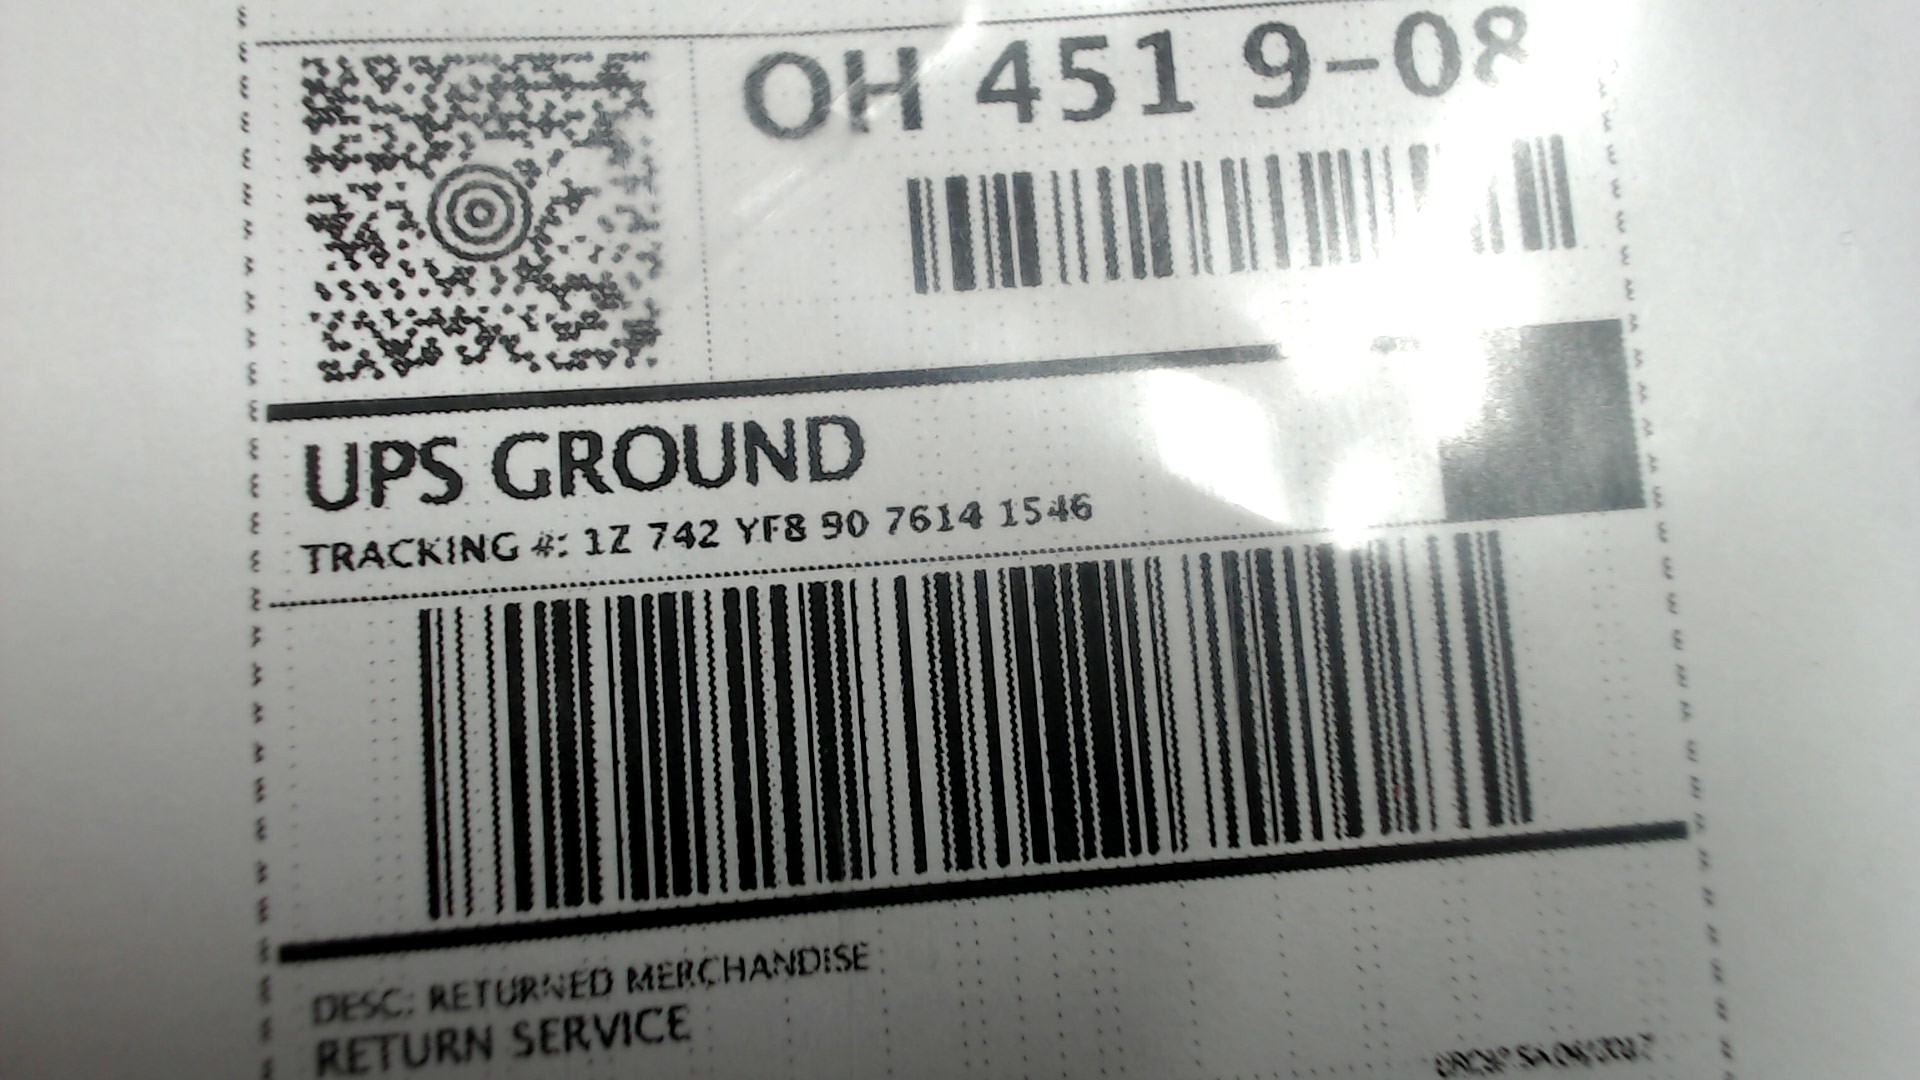 OH 451 9-08
UPS GROUND
TRACKING #: 1Z 742 YF8 90 7614 1546
DESC: RETURNED MERCHANDISE
RETURN SERVICE